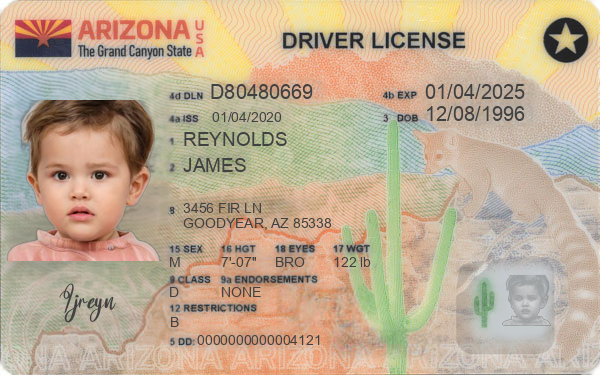 ARIZONA USA
The Grand Canyon State
DRIVER LICENSE
4d DLN D80480669
4b EXP 01/04/2025
4a ISS 01/04/2020
3 DOB 12/08/1996
1 REYNOLDS
2 JAMES
8 3456 FIR LN
GOODYEAR, AZ 85338
15 SEX 16 HGT 18 EYES 17 WGT
M 7'-07" BRO 122 lb
9 CLASS 9a ENDORSEMENTS
D NONE
12 RESTRICTIONS
B
5 DD: 0000000000004121
ARIZONA ARIZONA ARIZONA ARIZONA